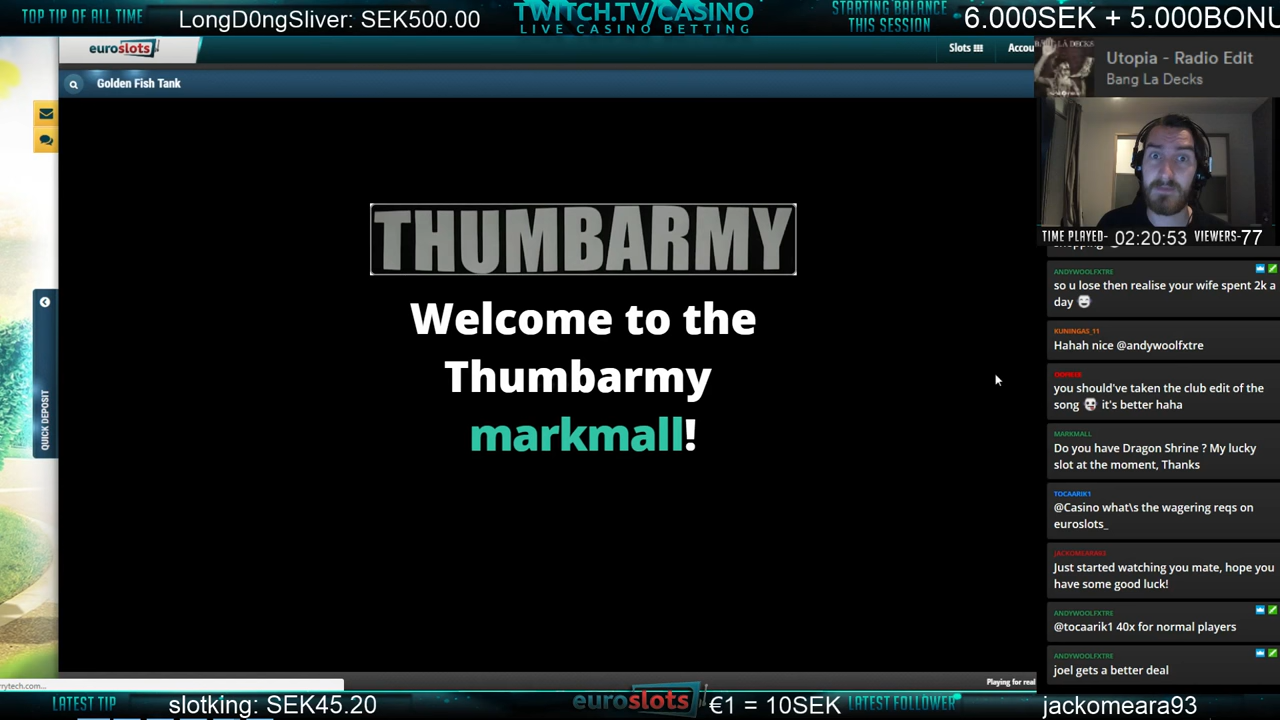 TOP TIP OF ALL TIME
LongD0ngSliver: SEK500.00
TWITCH.TV/CASINO
LIVE CASINO BETTING
STARTING BALANCE
THIS SESSION
6.000SEK + 5.000BONU
euroslots
Slots
Accou
Golden Fish Tank
BANG LA DECKS
Utopia - Radio Edit
Bang La Decks
THUMBARMY
Welcome to the
Thumbarmy
markmall!
QUICK DEPOSIT
TIME PLAYED- 02:20:53 VIEWERS-77
ANDYWOOLFXTRE
so u lose then realise your wife spent 2k a
day
KUNINGAS_11
Hahah nice @andywoolfxtre
you should've taken the club edit of the
song it's better haha
MARKMALL
Do you have Dragon Shrine ? My lucky
slot at the moment, Thanks
TOCAARIK1
@Casino what\s the wagering reqs on
euroslots_
JACKOMEARA93
Just started watching you mate, hope you
have some good luck!
ANDYWOOLFXTRE
@tocaarik1 40x for normal players
ANDYWOOLFXTRE
joel gets a better deal
rrytech.com...
Playing for real
LATEST TIP
slotking: SEK45.20
euroslots
€1 = 10SEK
LATEST FOLLOWER
jackomeara93